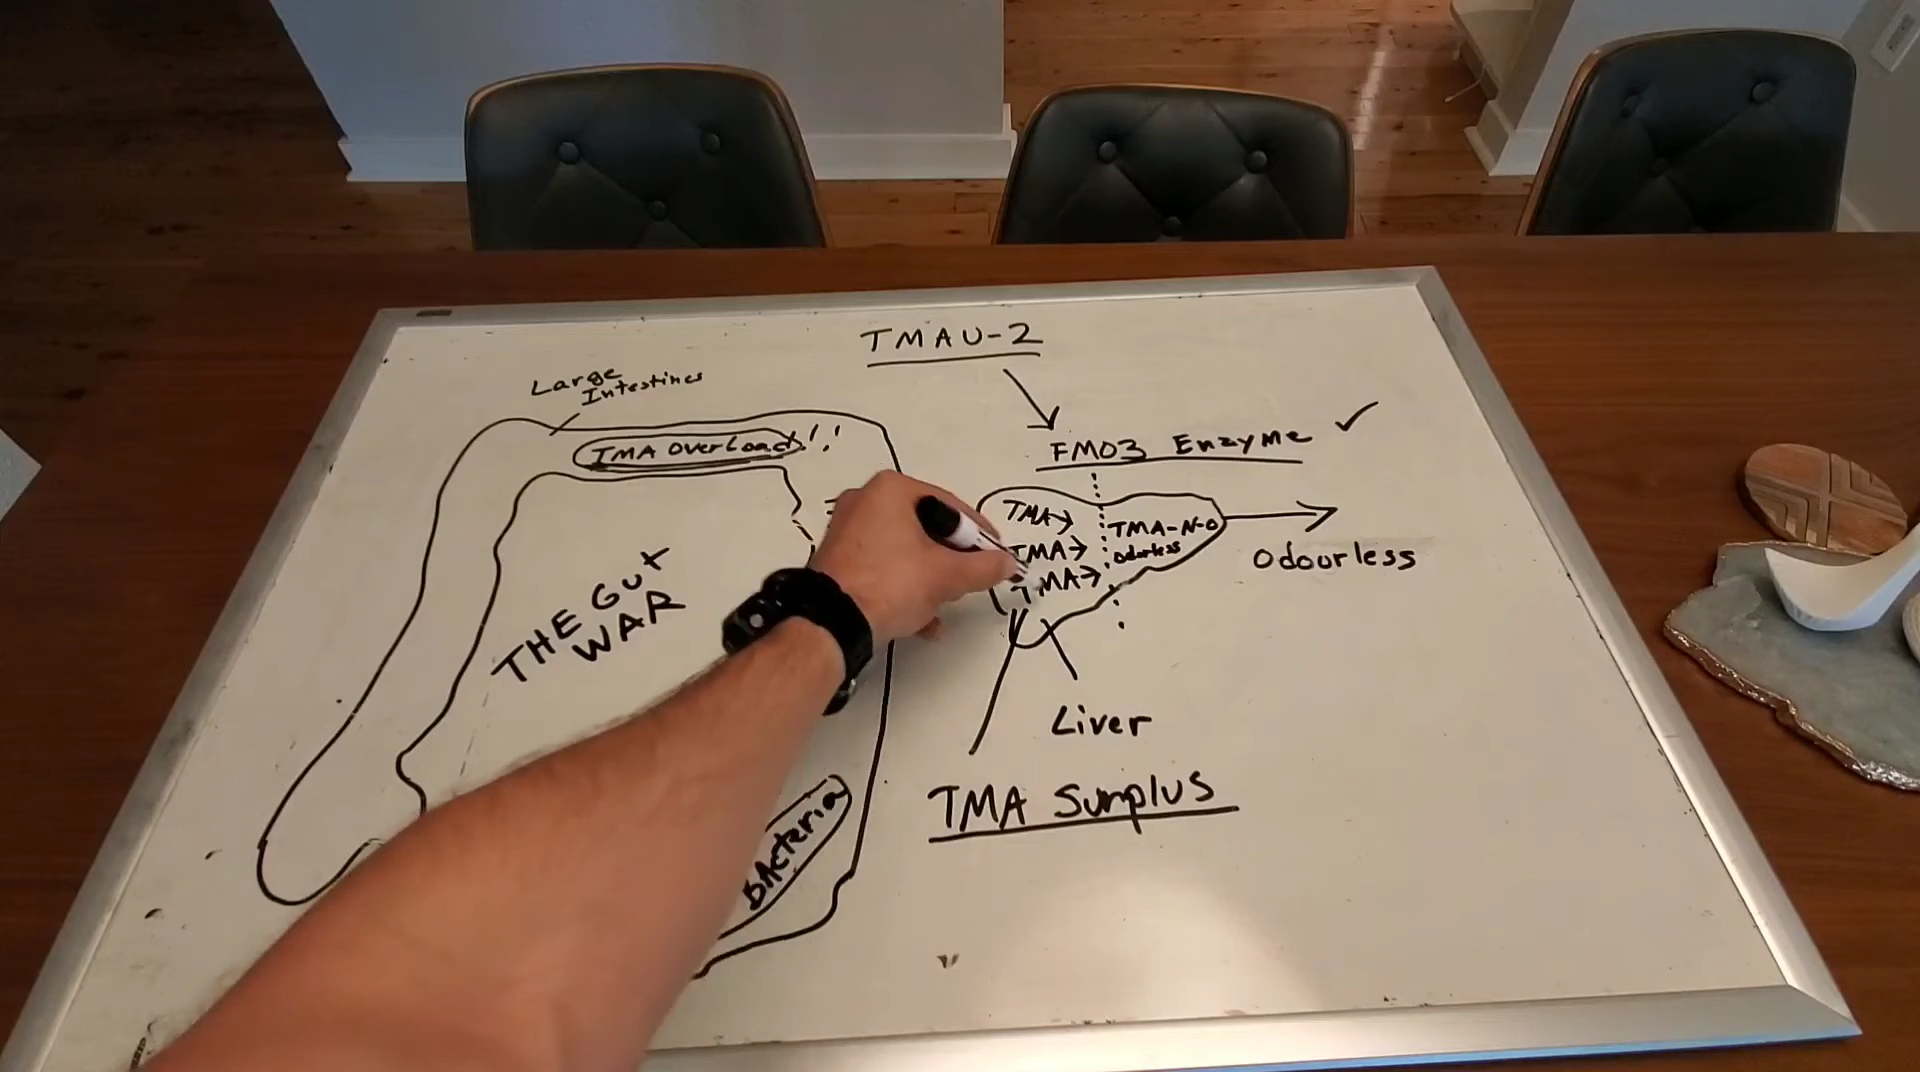 TMAU-2
Large
Intestines
TMA overLoad!!
FMO3 Enzyme
TMA
TMA
TMA
TMA-N-O
odorless
odourless
THE GUt
WAR
Liver
TMA Surplus
BActeria